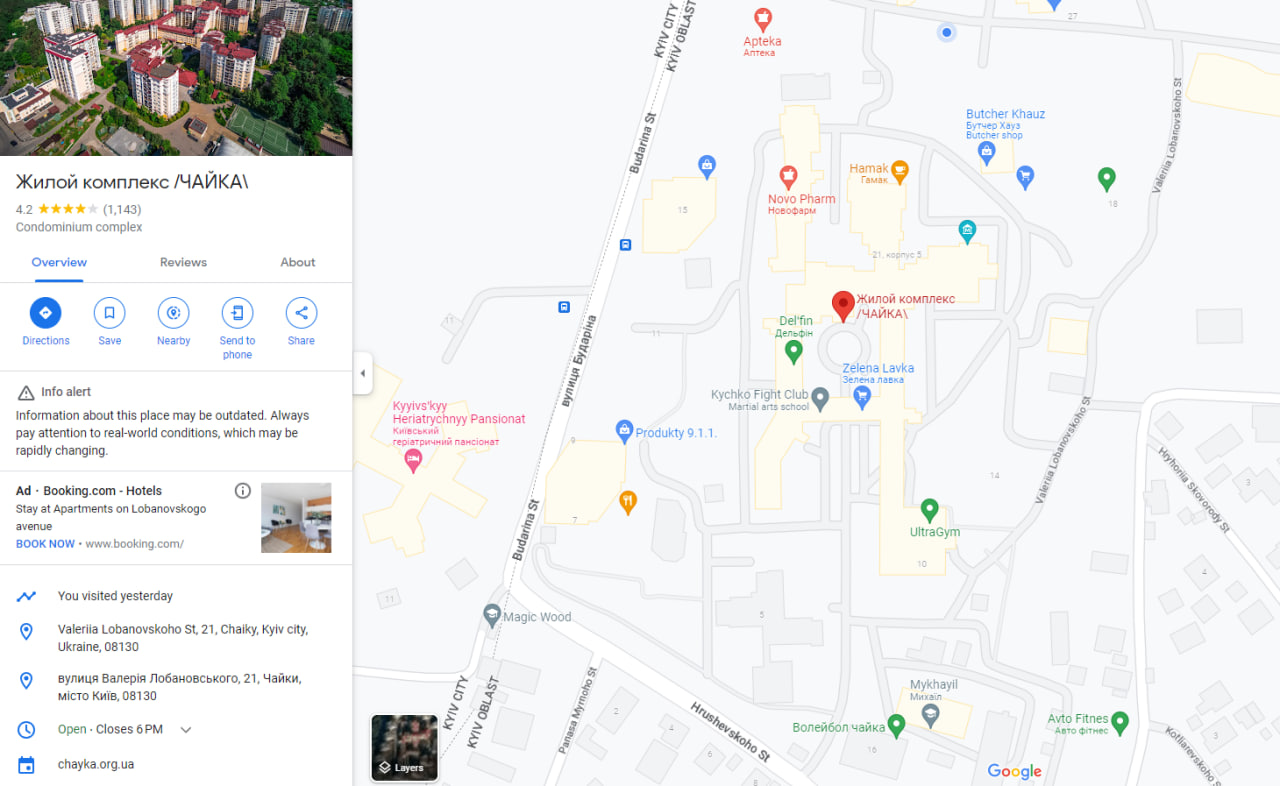 Жилой комплекс /ЧАЙКА\
4.2 (1,143)
Condominium complex
Overview
Reviews
About
Directions
Save
Nearby
Send to
phone
Share
Info alert
Information about this place may be outdated. Always
pay attention to real-world conditions, which may be
rapidly changing.
Ad · Booking.com - Hotels
Stay at Apartments on Lobanovskogo
avenue
BOOK NOW • www.booking.com/
You visited yesterday
Valeriia Lobanovskoho St, 21, Chaiky, Kyiv city,
Ukraine, 08130
вулиця Валерія Лобановського, 21, Чайки,
місто Київ, 08130
Open · Closes 6 PM
chayka.org.ua
KYIV CITY
KYIV OBLAST
Apteka
Аптека
27
Budarina St
Valeriia Lobanovskoho St
Butcher Khauz
Бутчер Хауз
Butcher shop
Hamak
Гамак
Novo Pharm
Новофарм
15
18
21, корпус 5
Жилой комплекс
/ЧАЙКА\
11
11
Del'fin
Дельфін
вулиця Бударіна
Zelena Lavka
Зелена лавка
Kychko Fight Club
Martial arts school
Kyyivs'kyy
Heriatrychnyy Pansionat
Київський
геріатричний пансіонат
Produkty 9.1.1.
9
Valeriia Lobanovskoho St
Hryhoriia Skovorody St
14
3
7
Budarina St
UltraGym
10
4
11
5
Magic Wood
KYIV CITY
KYIV OBLAST
Panasa Myrnoho St
2
4
6
Hrushevskoho St
Mykhayil
Михаїл
Волейбол чайка
16
Avto Fitnes
Авто фітнес
3
Kotliarevskoho St
Layers
Google